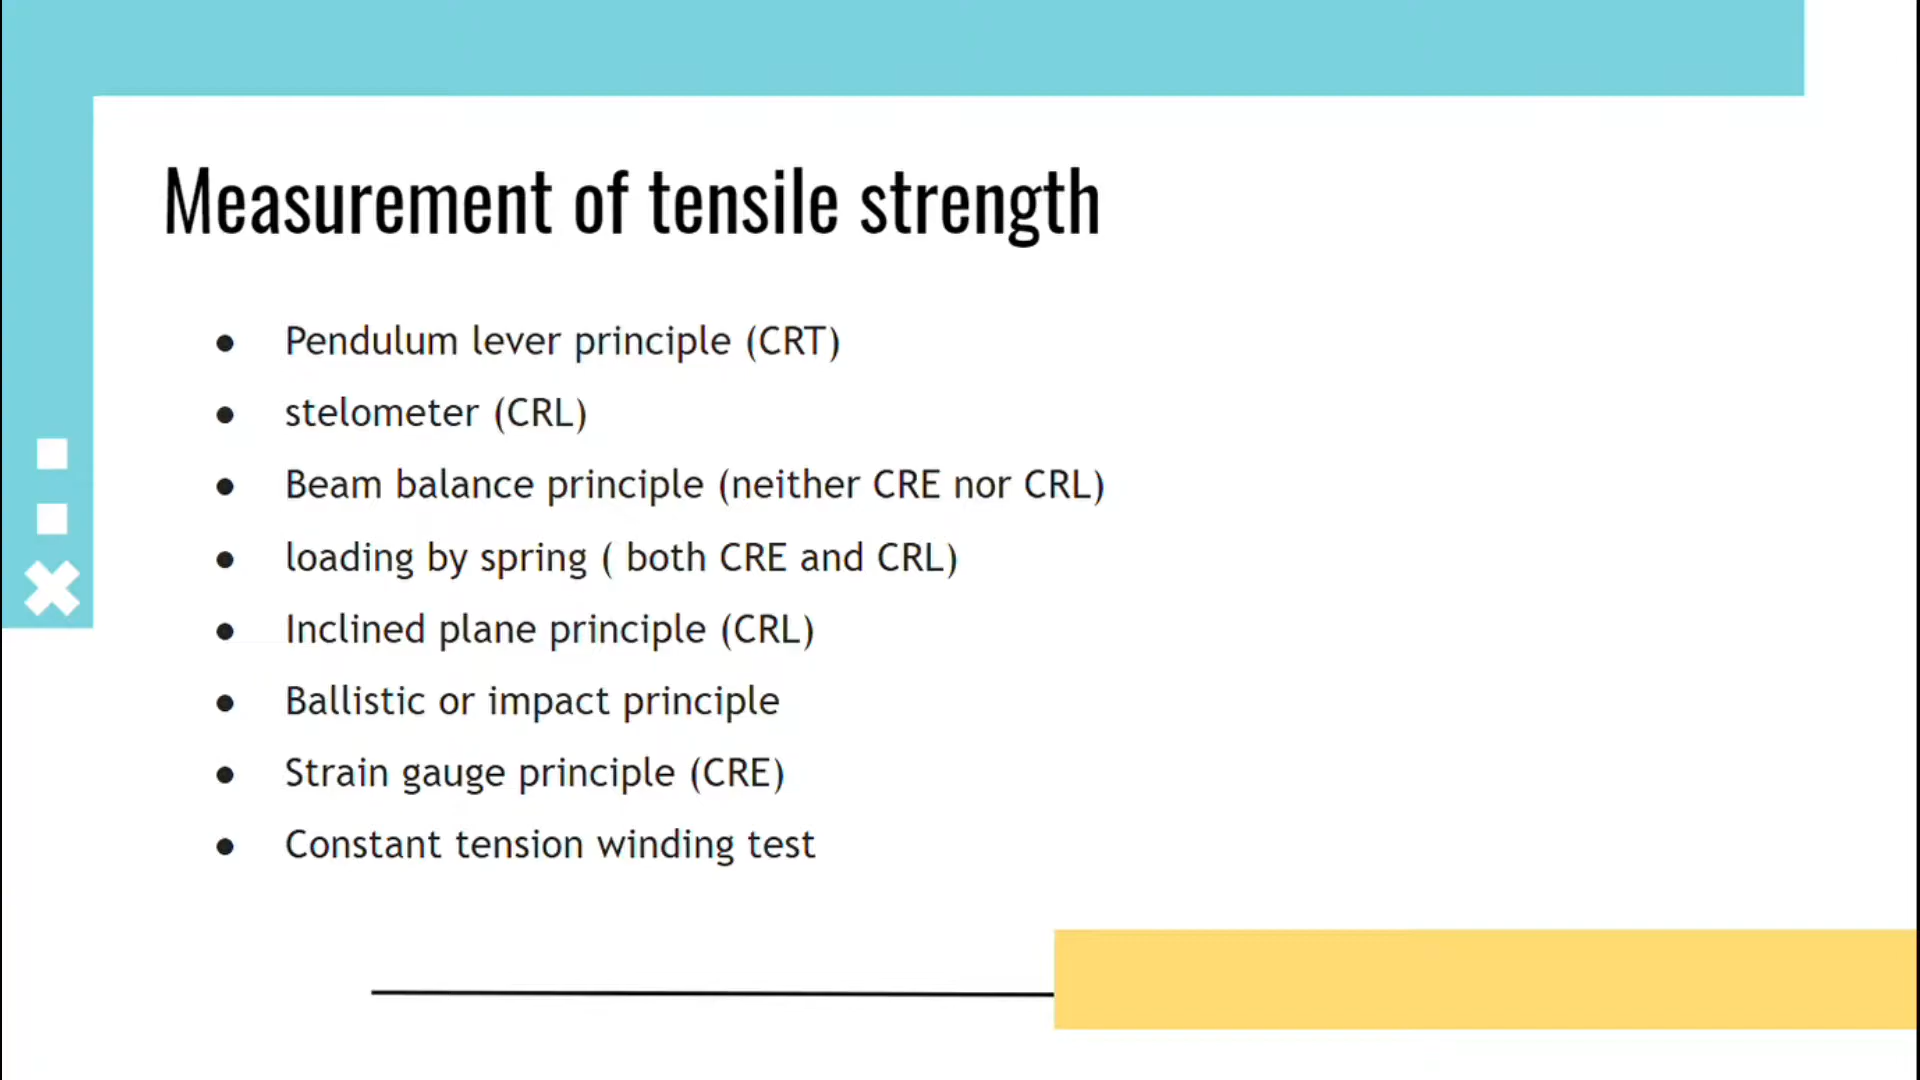 Measurement of tensile strength
● Pendulum lever principle (CRT)
● stelometer (CRL)
● Beam balance principle (neither CRE nor CRL)
● loading by spring ( both CRE and CRL)
● Inclined plane principle (CRL)
● Ballistic or impact principle
● Strain gauge principle (CRE)
● Constant tension winding test